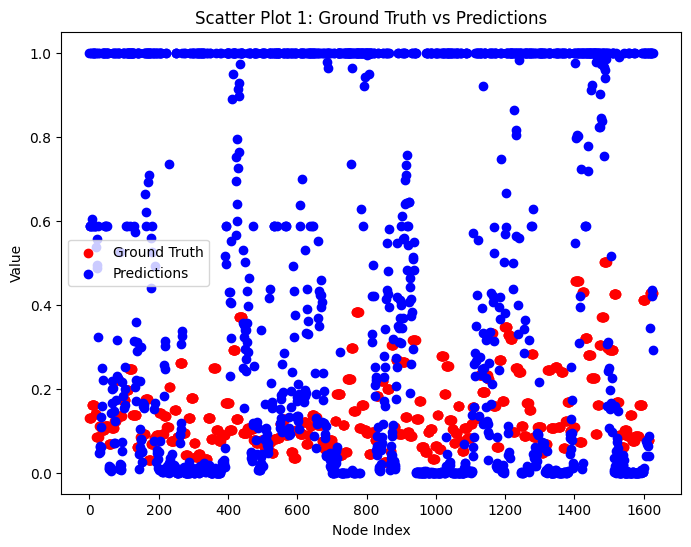 Scatter Plot 1: Ground Truth vs Predictions
1.0
0.8
0.6
0.4
0.2
0.0
Value
Ground Truth
Predictions
0 200 400 600 800 1000 1200 1400 1600
Node Index